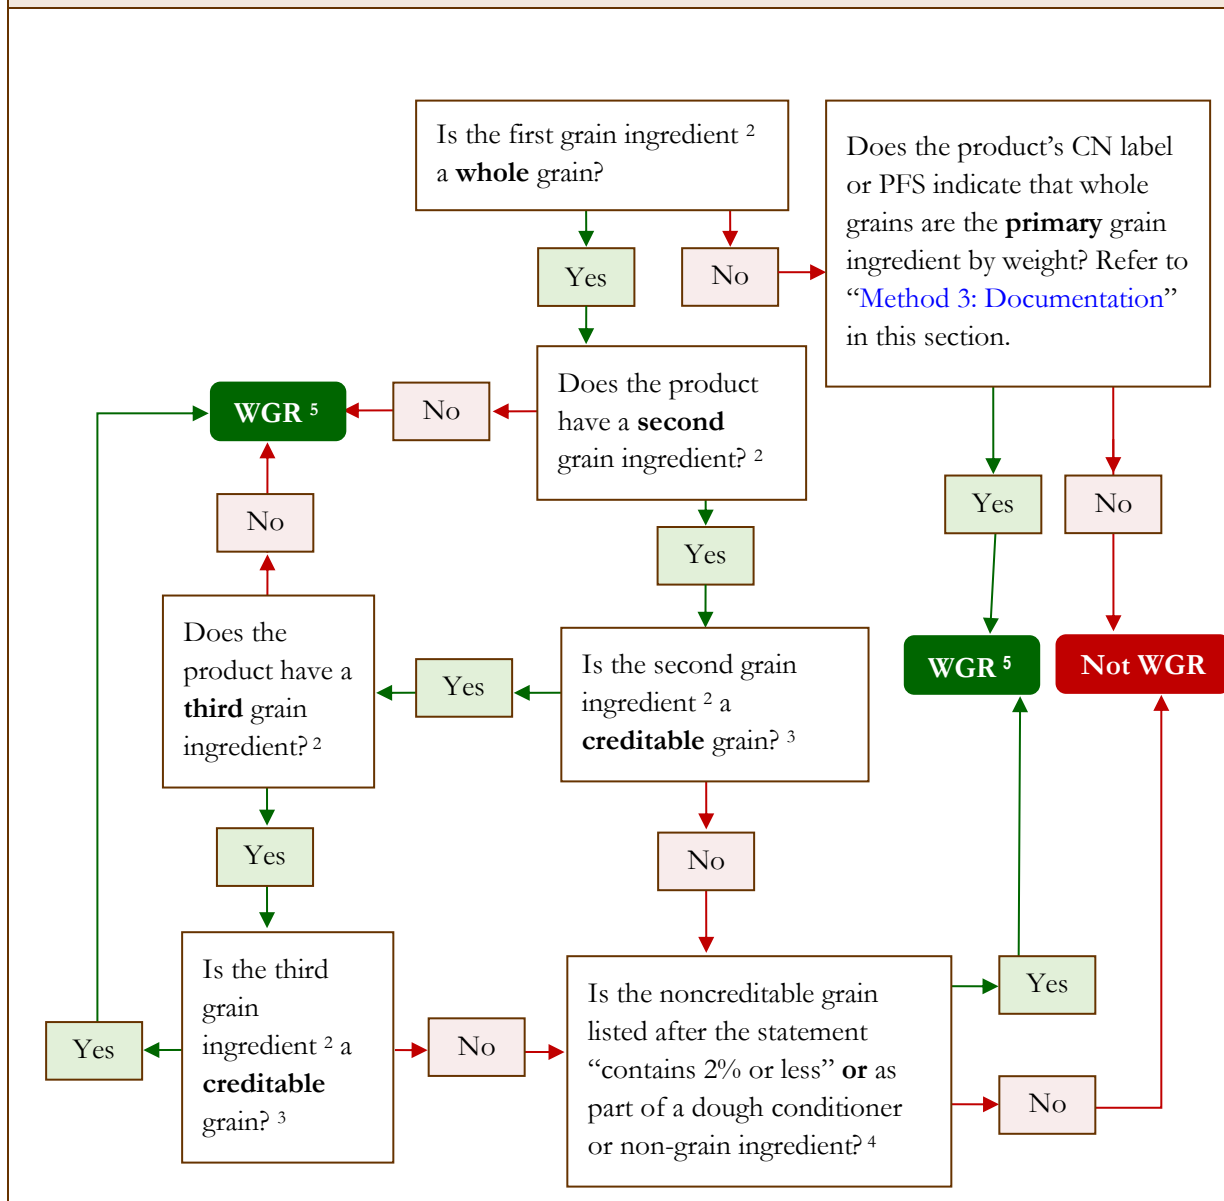 Is the first grain ingredient 2
a whole grain?
Yes
No
Does the product's CN label
or PFS indicate that whole
grains are the primary grain
ingredient by weight? Refer to
“Method 3: Documentation”
in this section.
WGR 5
No
Does the product
have a second
grain ingredient? 2
No
Yes
Yes
No
Does the
product have a
third grain
ingredient? 2
Yes
Is the second grain
ingredient 2 a
creditable grain? 3
WGR 5
Not WGR
Yes
No
Is the third
grain
ingredient 2 a
creditable
grain? 3
Yes
No
Is the noncreditable grain
listed after the statement
“contains 2% or less” or as
part of a dough conditioner
or non-grain ingredient? 4
Yes
No